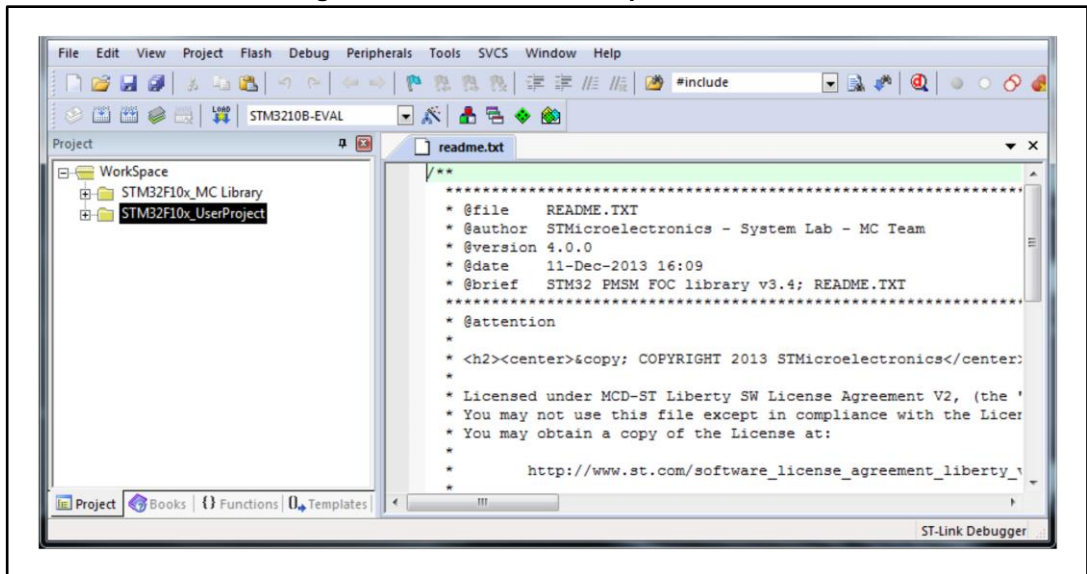 File Edit View Project Flash Debug Peripherals Tools SVCS Window Help
#include
LOAD STM3210B-EVAL
Project
readme.txt
WorkSpace
STM32F10x_MC Library
STM32F10x_UserProject
/**
*****************************************************************
* @file README.TXT
* @author STMicroelectronics - System Lab - MC Team
* @version 4.0.0
* @date 11-Dec-2013 16:09
* @brief STM32 PMSM FOC library v3.4; README.TXT
*****************************************************************
* @attention
*
* <h2><center>&copy; COPYRIGHT 2013 STMicroelectronics</center>
*
* Licensed under MCD-ST Liberty SW License Agreement V2, (the "
* You may not use this file except in compliance with the Licen
* You may obtain a copy of the License at:
*
* http://www.st.com/software_license_agreement_liberty_v
*
Project Books {} Functions 0 Templates
ST-Link Debugger